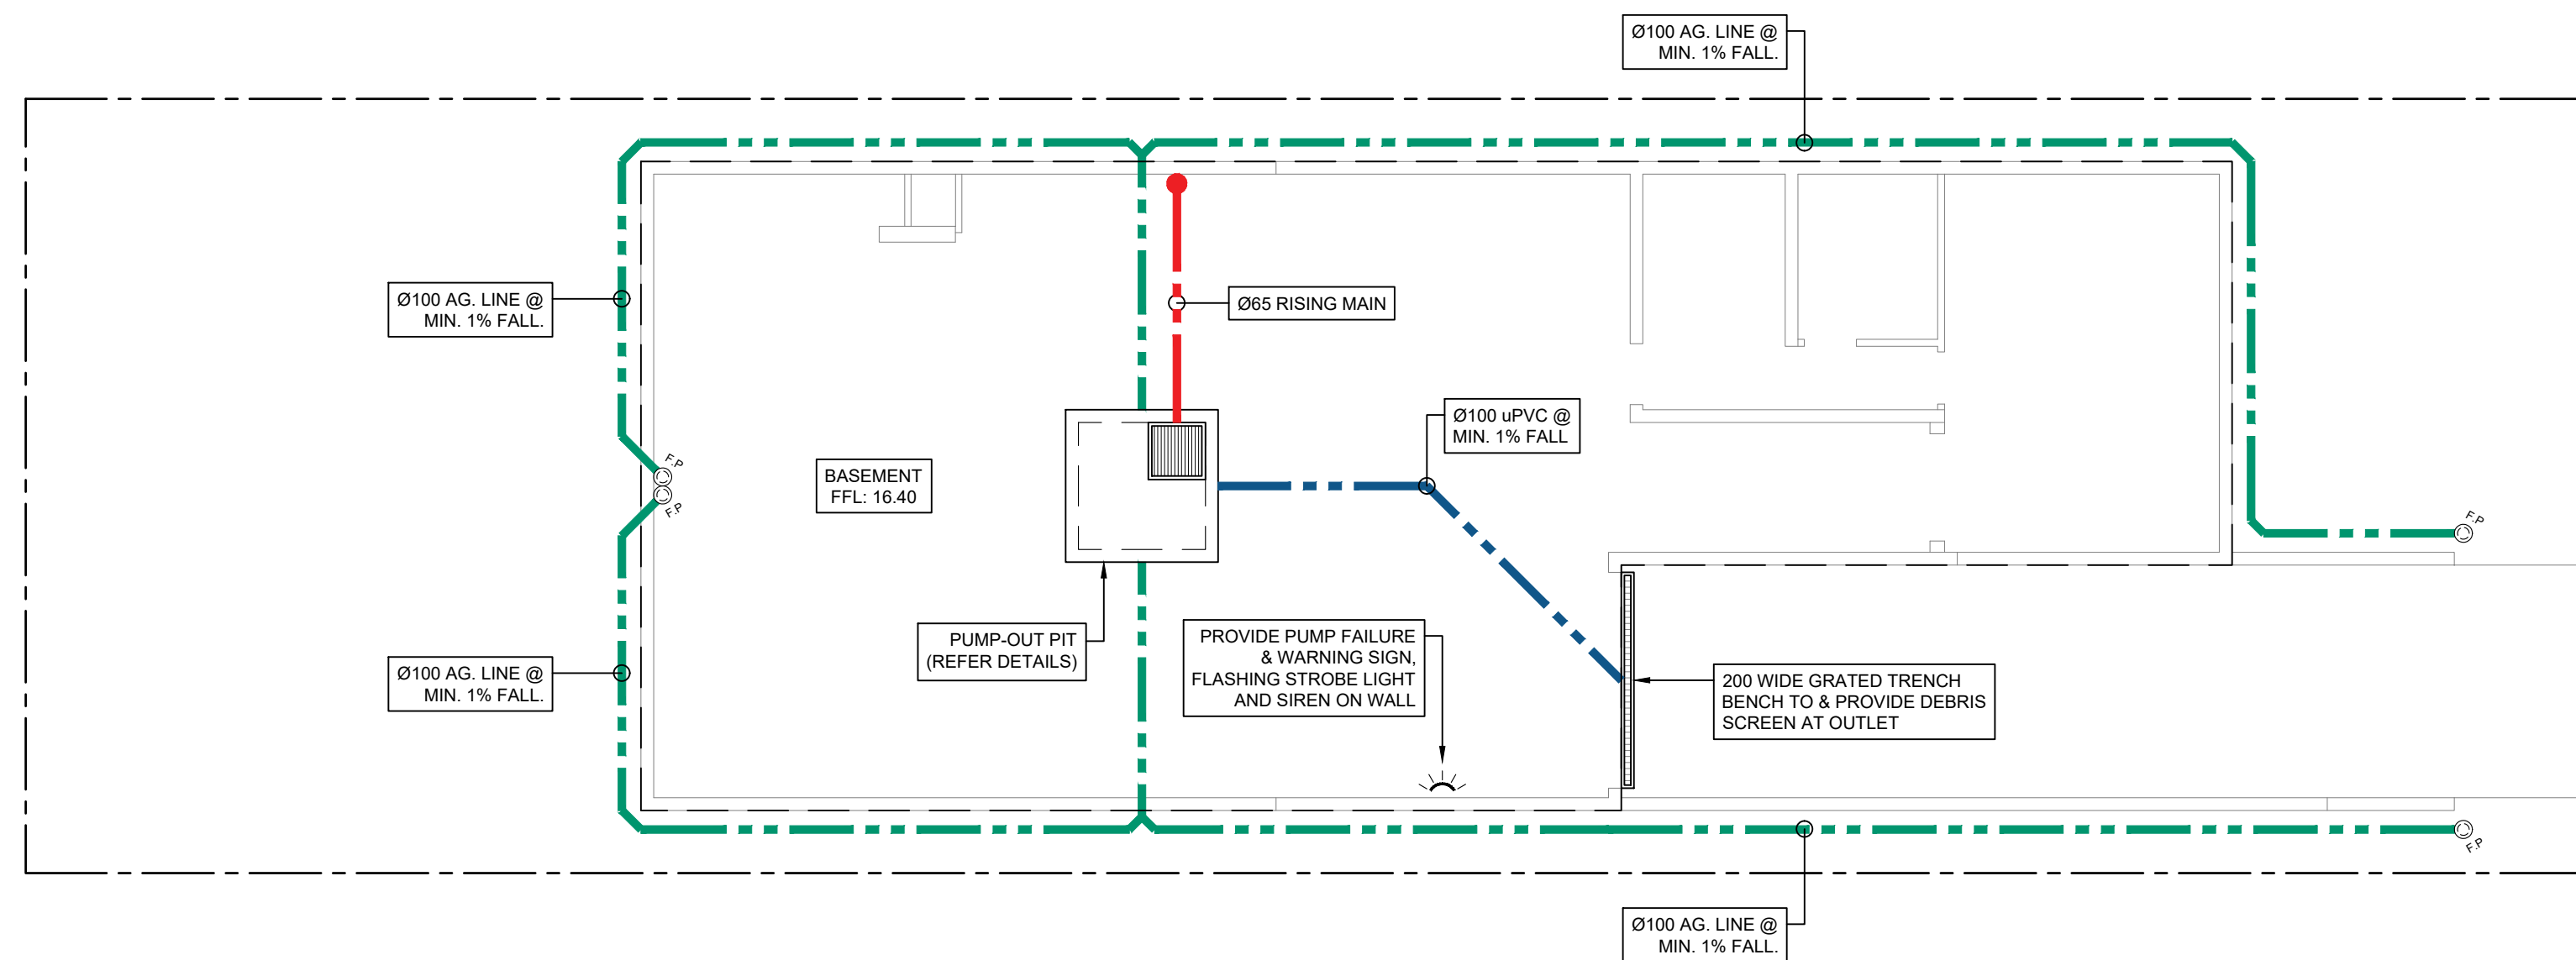 Ø100 AG. LINE @
MIN. 1% FALL.
Ø100 AG. LINE @
MIN. 1% FALL.
Ø65 RISING MAIN
Ø100 uPVC @
MIN. 1% FALL
F.P
F.P
BASEMENT
FFL: 16.40
F.P
PUMP-OUT PIT
(REFER DETAILS)
PROVIDE PUMP FAILURE
& WARNING SIGN,
FLASHING STROBE LIGHT
AND SIREN ON WALL
Ø100 AG. LINE @
MIN. 1% FALL.
200 WIDE GRATED TRENCH
BENCH TO & PROVIDE DEBRIS
SCREEN AT OUTLET
F.P
Ø100 AG. LINE @
MIN. 1% FALL.